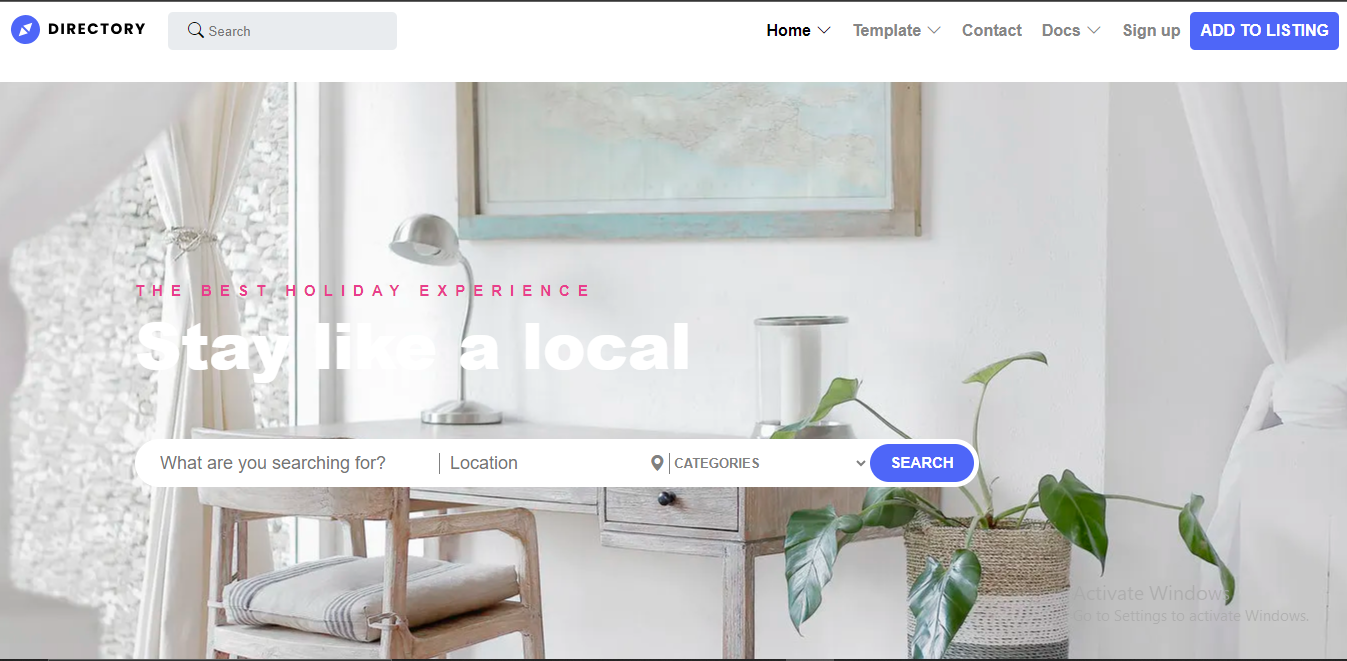 DIRECTORY
Search
Home
Template
Contact
Docs
Sign up
ADD TO LISTING
THE BEST HOLIDAY EXPERIENCE
Stay like a local
What are you searching for?
Location
CATEGORIES
SEARCH
Activate Windows
Go to Settings to activate Windows.